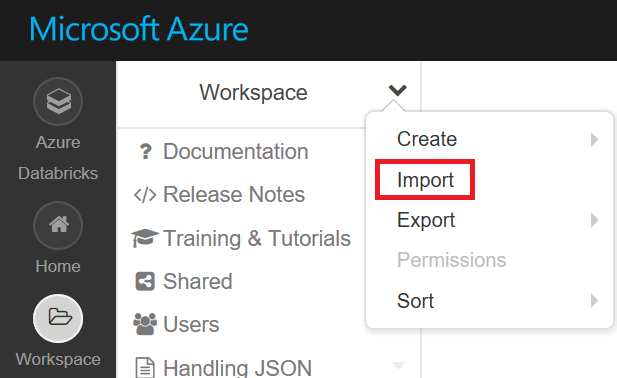 Microsoft Azure
Azure
Databricks
Home
Workspace
Workspace
? Documentation
</> Release Notes
Training & Tutorials
Shared
Users
Handling JSON
Create
Import
Export
Permissions
Sort